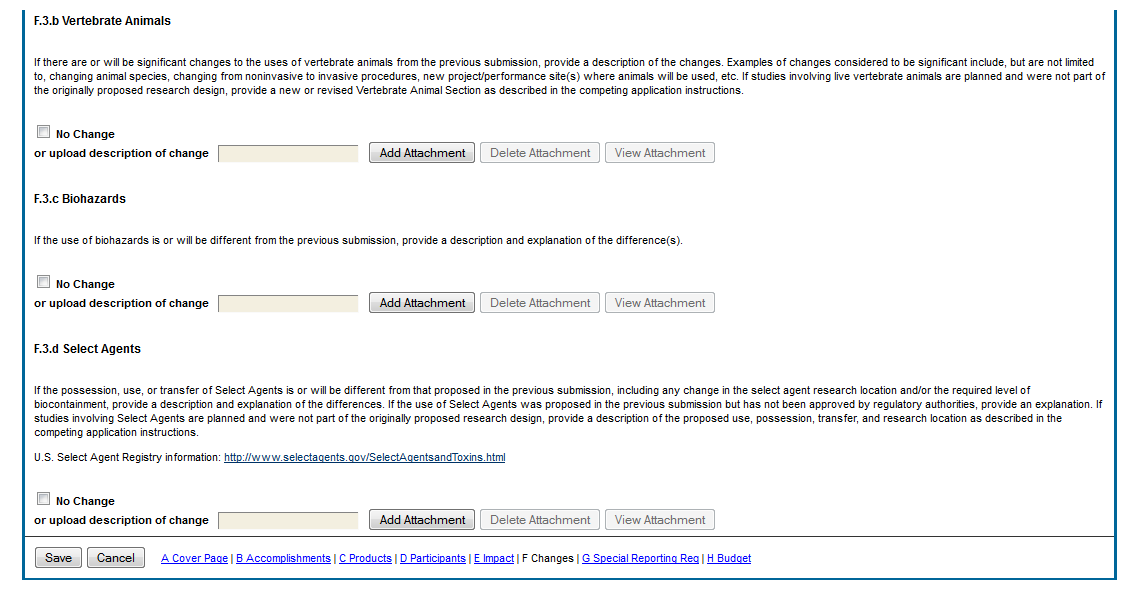 F.3.b Vertebrate Animals
If there are or will be significant changes to the uses of vertebrate animals from the previous submission, provide a description of the changes. Examples of changes considered to be significant include, but are not limited
to, changing animal species, changing from noninvasive to invasive procedures, new project/performance site(s) where animals will be used, etc. If studies involving live vertebrate animals are planned and were not part of
the originally proposed research design, provide a new or revised Vertebrate Animal Section as described in the competing application instructions.
No Change
or upload description of change Add Attachment Delete Attachment View Attachment
F.3.c Biohazards
If the use of biohazards is or will be different from the previous submission, provide a description and explanation of the difference(s).
No Change
or upload description of change Add Attachment Delete Attachment View Attachment
F.3.d Select Agents
If the possession, use, or transfer of Select Agents is or will be different from that proposed in the previous submission, including any change in the select agent research location and/or the required level of
biocontainment, provide a description and explanation of the differences. If the use of Select Agents was proposed in the previous submission but has not been approved by regulatory authorities, provide an explanation. If
studies involving Select Agents are planned and were not part of the originally proposed research design, provide a description of the proposed use, possession, transfer, and research location as described in the
competing application instructions.
U.S. Select Agent Registry information: http://www.selectagents.gov/SelectAgentsandToxins.html
No Change
or upload description of change Add Attachment Delete Attachment View Attachment
Save Cancel A Cover Page | B Accomplishments | C Products | D Participants | E Impact | F Changes | G Special Reporting Req | H Budget